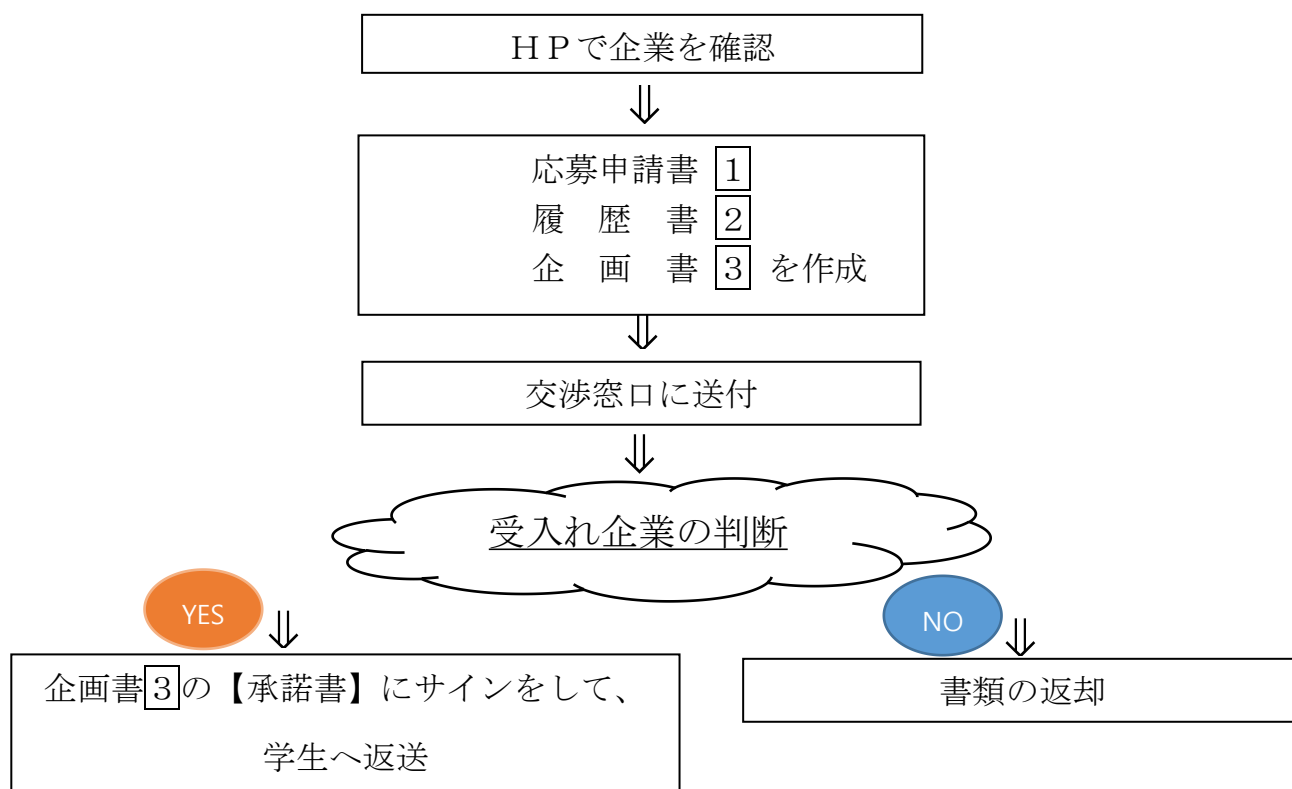 ＨＰで企業を確認
応募申請書 １
履　歴　書 ２
企　画　書 ３ を作成
交渉窓口に送付
受入れ企業の判断
YES
NO
企画書３の【承諾書】にサインをして、
学生へ返送
書類の返却